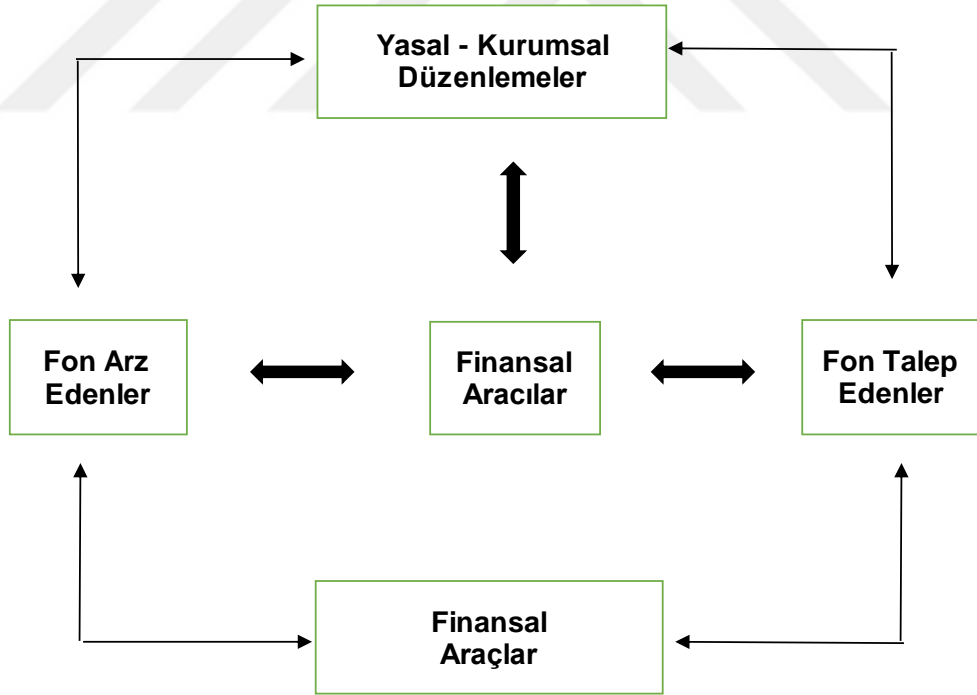 Yasal - Kurumsal
Düzenlemeler
Fon Arz
Edenler
Finansal
Aracılar
Fon Talep
Edenler
Finansal
Araçlar